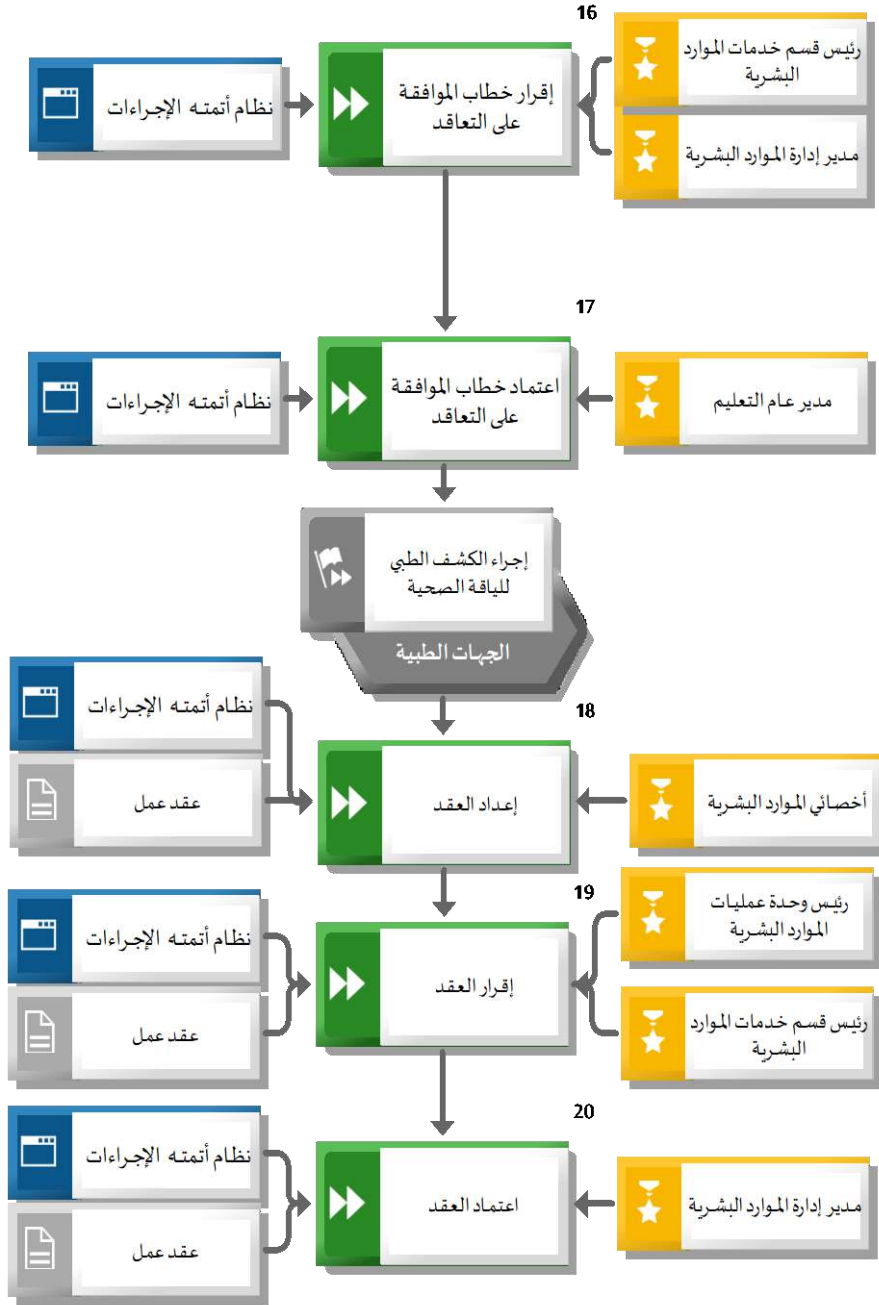 16
رئيس قسم خدمات الموارد
البشرية
مدير إدارة الموارد البشرية
إقرار خطاب الموافقة
على التعاقد
نظام أتمته الإجراءات
17
مدير عام التعليم
اعتماد خطاب الموافقة
على التعاقد
نظام أتمته الإجراءات
إجراء الكشف الطبي
للياقة الصحية
الجهات الطبية
18
أخصائي الموارد البشرية
إعداد العقد
نظام أتمته الإجراءات
عقد عمل
19
رئيس وحدة عمليات
الموارد البشرية
رئيس قسم خدمات الموارد
البشرية
إقرار العقد
نظام أتمته الإجراءات
عقد عمل
20
مدير إدارة الموارد البشرية
اعتماد العقد
نظام أتمته الإجراءات
عقد عمل